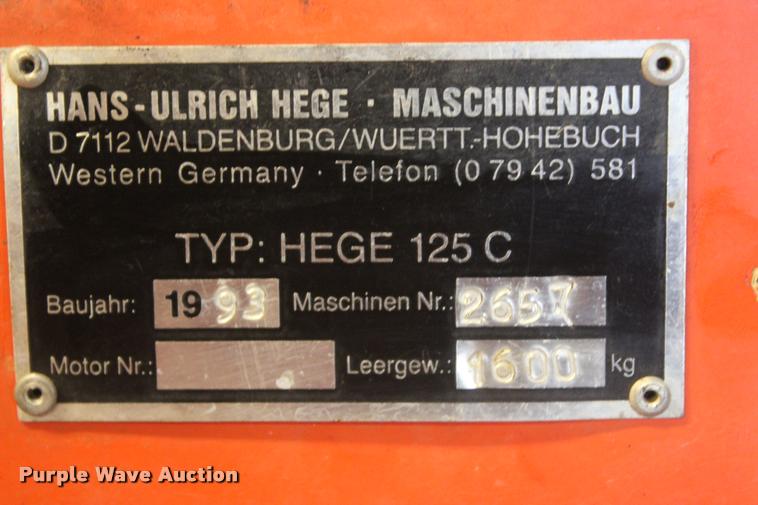 HANS-ULRICH HEGE · MASCHINENBAU
D 7112 WALDENBURG/WUERTT.-HOHEBUCH
Western Germany · Telefon (0 79 42) 581
TYP: HEGE 125 C
Baujahr: 1993 Maschinen Nr.: 2657
Motor Nr.: Leergew.: 1600 kg
Purple Wave Auction